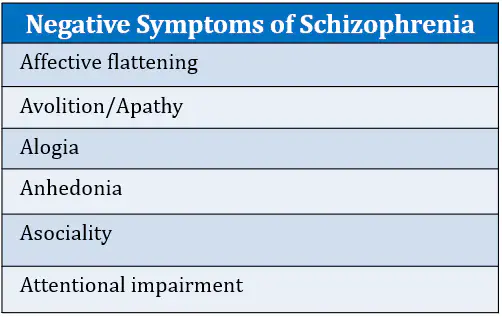 Negative Symptoms of Schizophrenia
Affective flattening
Avolition/Apathy
Alogia
Anhedonia
Asociality
Attentional impairment